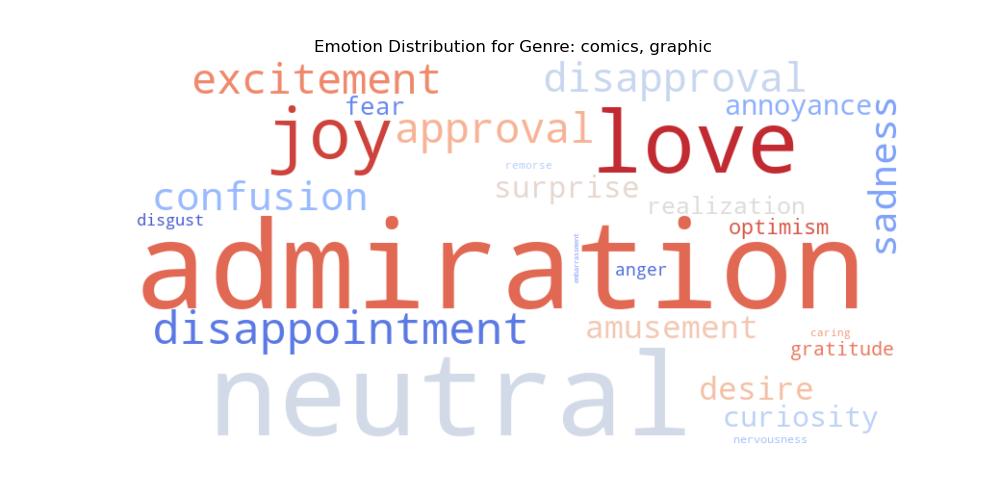 Emotion Distribution for Genre: comics, graphic
excitement
disapproval
fear
annoyance
joy
approval
love
sadness
remorse
confusion
surprise
realization
disgust
optimism
admiration
embarrassment
anger
disappointment
amusement
caring
gratitude
neutral
desire
curiosity
nervousness